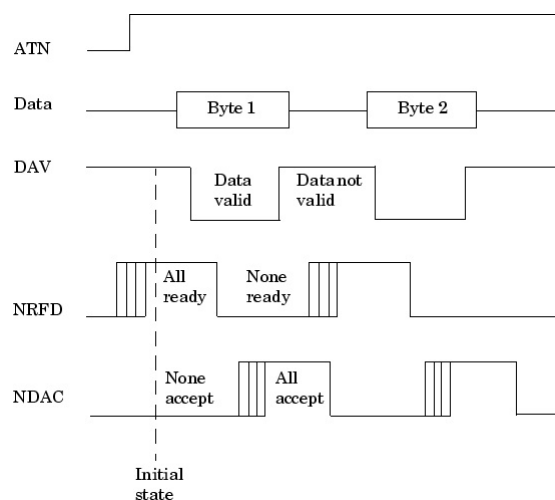 ATN
Data
Byte 1
Byte 2
DAV
Data
valid
Data not
valid
NRFD
All
ready
None
ready
NDAC
None
accept
All
accept
Initial
state